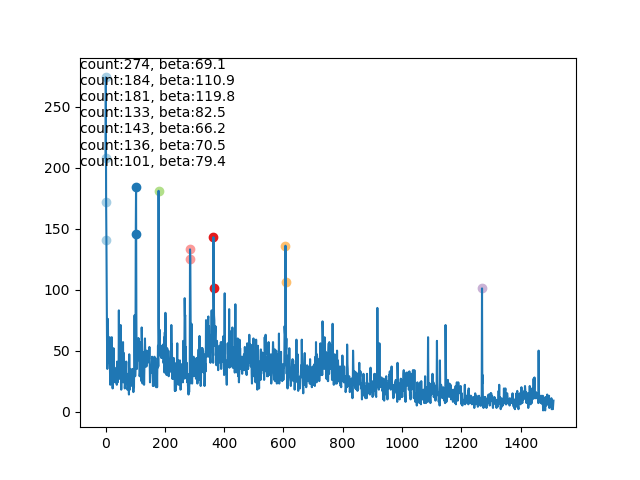 count:274, beta:69.1
count:184, beta:110.9
count:181, beta:119.8
count:133, beta:82.5
count:143, beta:66.2
count:136, beta:70.5
count:101, beta:79.4
250
200
150
100
50
0
0 200 400 600 800 1000 1200 1400